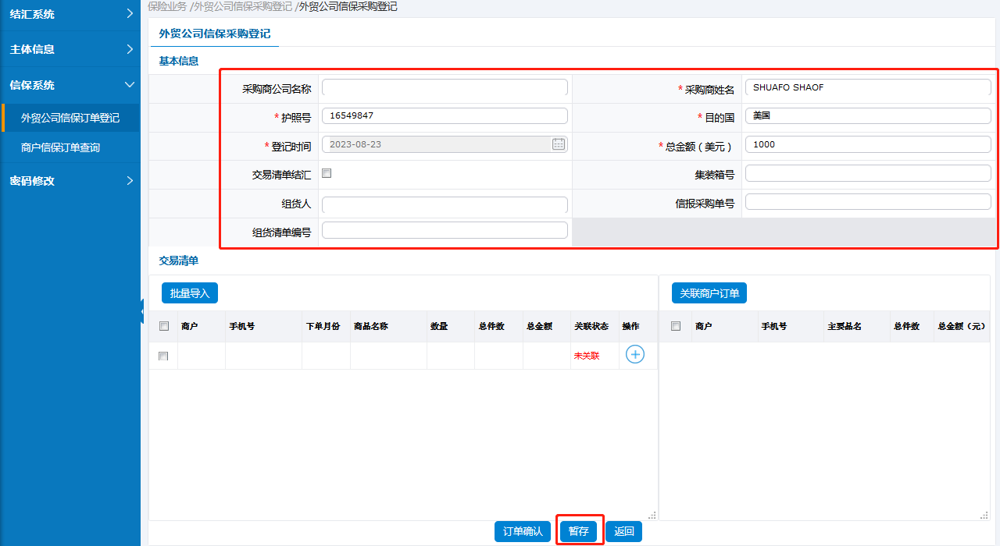 结汇系统
主体信息
信保系统
外贸公司信保订单登记
商户信保订单查询
密码修改
保险业务 /外贸公司信保采购登记 /外贸公司信保采购登记
外贸公司信保采购登记
基本信息
采购商公司名称
* 采购商姓名 SHUAFO SHAOF
* 护照号 16549847
* 目的国 美国
* 登记时间 2023-08-23
* 总金额（美元） 1000
交易清单结汇
集装箱号
组货人
信报采购单号
组货清单编号
交易清单
批量导入
关联商户订单
商户 手机号 下单月份 商品名称 数量 总件数 总金额 关联状态 操作
商户 手机号 主要品名 总件数 总金额（元）
未关联
订单确认 暂存 返回